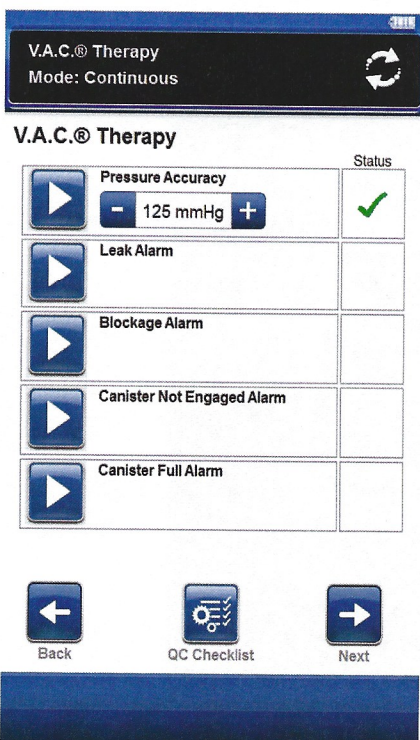 V.A.C.® Therapy
Mode: Continuous
V.A.C.® Therapy
Status
Pressure Accuracy
- 125 mmHg +
Leak Alarm
Blockage Alarm
Canister Not Engaged Alarm
Canister Full Alarm
Back
QC Checklist
Next